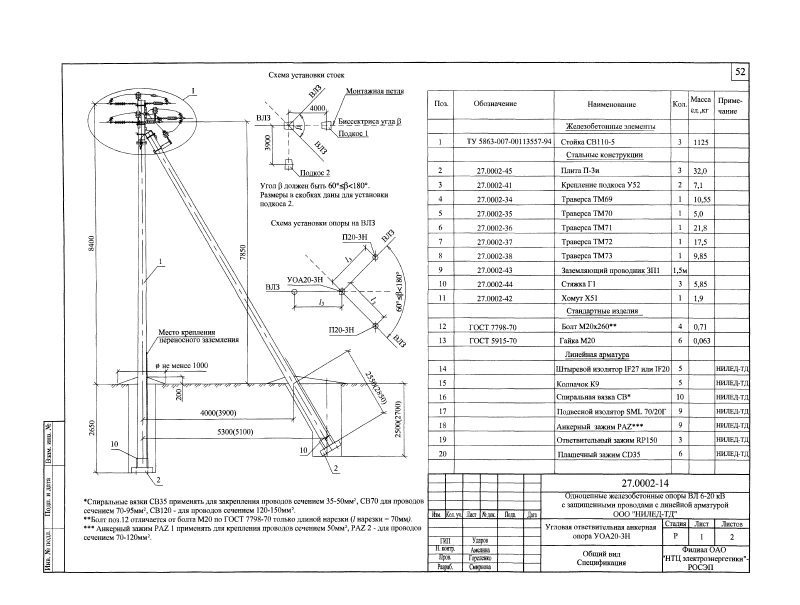 52
Схема установки стоек
Монтажная петля
ВЛЗ
4000
ВЛЗ
Биссектриса угла β
Подкос 1
3900
ВЛЗ
Подкос 2
Угол β должен быть 60°≤β<180°.
Размеры в скобках даны для установки
подкоса 2.
Схема установки опоры на ВЛЗ
П20-3Н
ВЛЗ
УОА20-3Н
ВЛЗ
60°≤β<180°
П20-3Н
ВЛЗ
1
8400
7850
1
Место крепления
переносного заземления
ø не менее 1000
200
2550(2850)
4000(3900)
5300(5100)
2650
2500(2700)
10
10
2
2
*Спиральные вязки СВ35 применять для закрепления проводов сечением 35-50мм², СВ70 для проводов
сечением 70-95мм², СВ120 - для проводов сечением 120-150мм².
**Болт поз.12 отличается от болта М20 по ГОСТ 7798-70 только длиной нарезки (l нарезки = 70мм).
*** Анкерный зажим PAZ 1 применять для проводов сечением 50мм², PAZ 2 - для проводов
сечением 70-120мм².
Поз. Обозначение Наименование Кол. Масса ед.,кг Приме-чание
Железобетонные элементы
1 ТУ 5863-007-00113557-94 Стойка СВ110-5 3 1125
Стальные конструкции
2 27.0002-45 Плита П-3и 3 32,0
3 27.0002-41 Крепление подкоса У52 2 7,1
4 27.0002-34 Траверса ТМ69 1 10,55
5 27.0002-35 Траверса ТМ70 1 5,0
6 27.0002-36 Траверса ТМ71 1 21,8
7 27.0002-37 Траверса ТМ72 1 17,5
8 27.0002-38 Траверса ТМ73 1 9,85
9 27.0002-43 Заземляющий проводник ЗП1 1,5м
10 27.0002-44 Стяжка Г1 3 5,85
11 27.0002-42 Хомут Х51 1 1,9
Стандартные изделия
12 ГОСТ 7798-70 Болт М20х260** 4 0,71
13 ГОСТ 5915-70 Гайка М20 6 0,063
Линейная арматура
14 Штыревой изолятор IF27 или IF20 5 НИЛЕД-ТД
15 Колпачок К9 5 НИЛЕД-ТД
16 Спиральная вязка СВ* 10 НИЛЕД-ТД
17 Подвесной изолятор SML 70/20Г 9 НИЛЕД-ТД
18 Анкерный зажим PAZ*** 9 НИЛЕД-ТД
19 Ответвительный зажим RP150 3 НИЛЕД-ТД
20 Плашечный зажим CD35 6 НИЛЕД-ТД
27.0002-14
Одноцепные железобетонные опоры ВЛ 6-20 кВ
с защищенными проводами с линейной арматурой
ООО "НИЛЕД-ТД"
Изм. Кол. уч. Лист № док. Подп. Дата
Угловая ответвительная анкерная
опора УОА20-3Н
Стадия Лист Листов
Р 1 2
ГИП Ударов
Н. контр. Амелина
Пров. Гореленко
Разраб. Смирнова
Общий вид
Спецификация
Филиал ОАО
"НТЦ электроэнергетики"-
РОСЭП
Взам. инв. №
Подп. и дата
Инв. № подл.